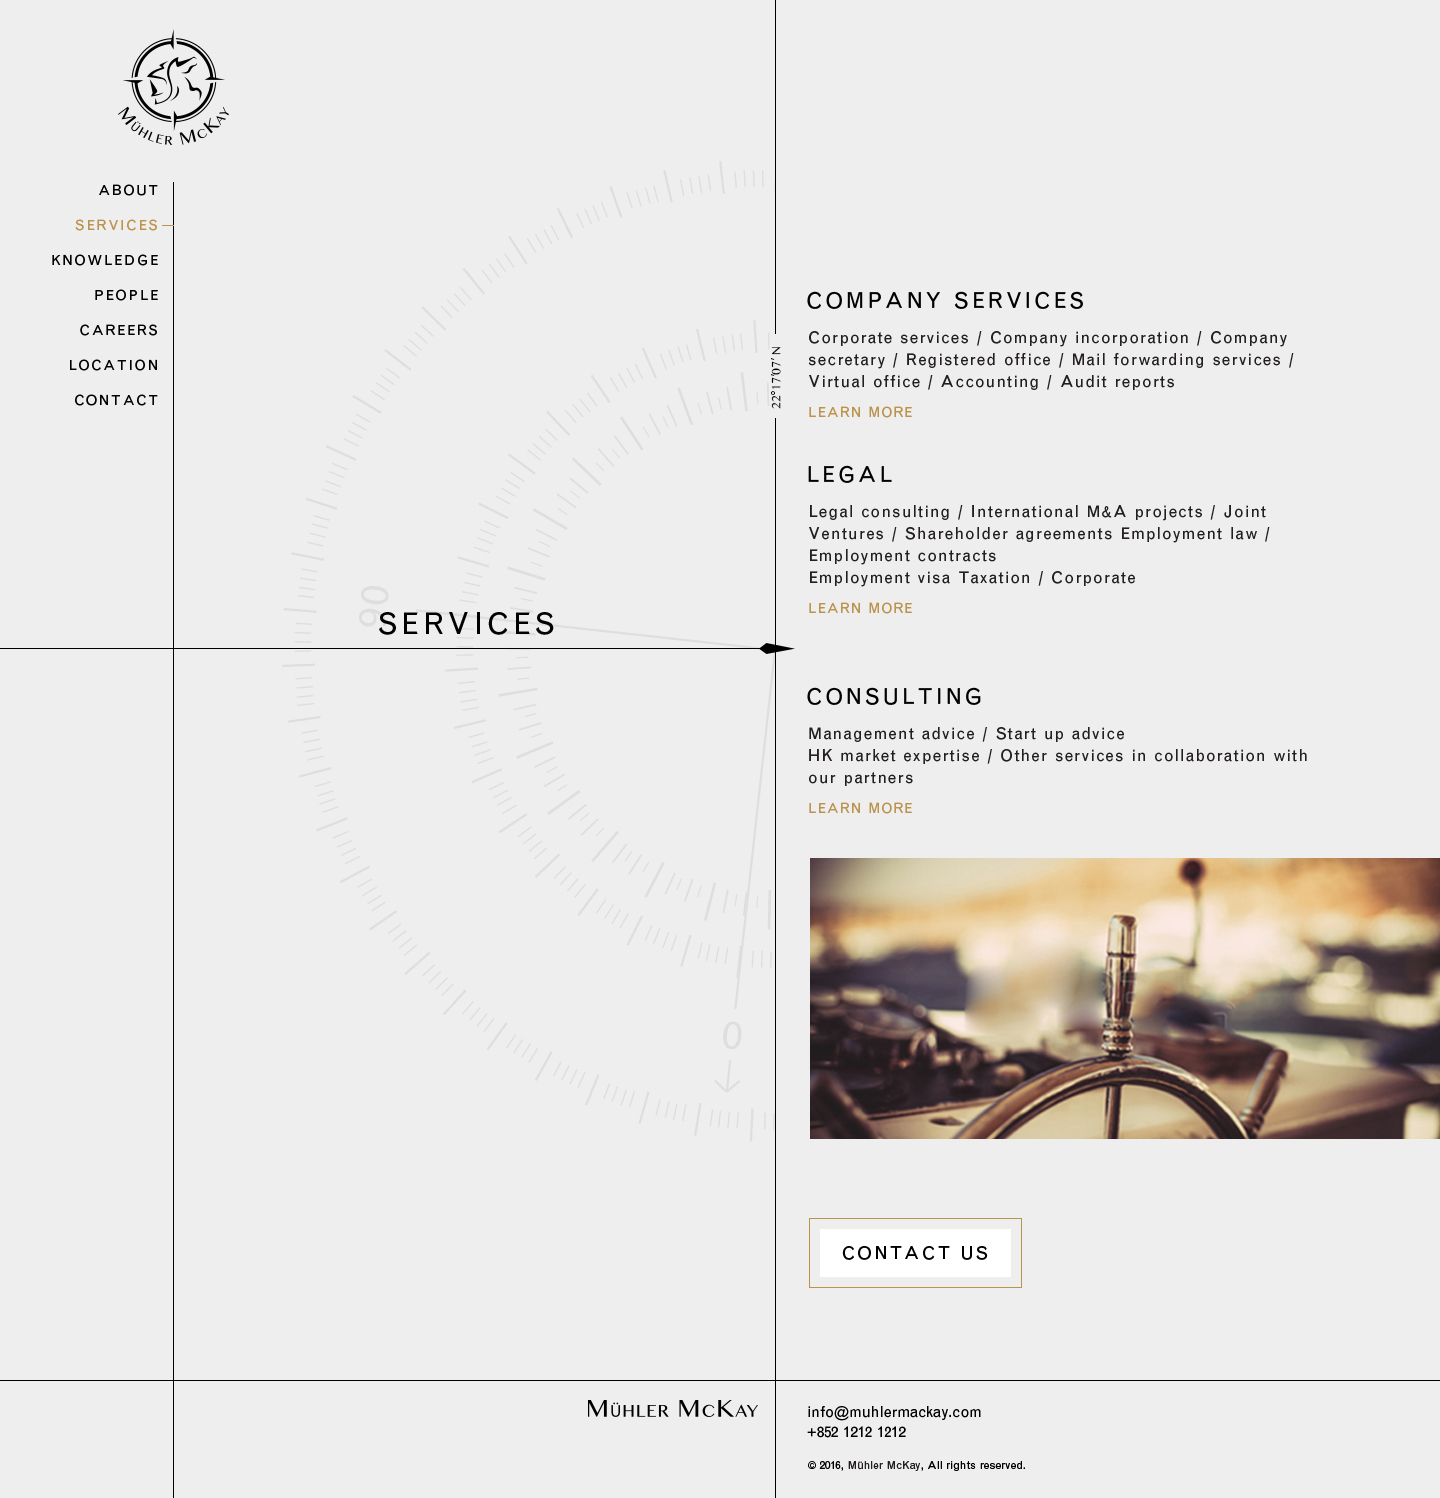 MÜHLER MCKAY
ABOUT
SERVICES
KNOWLEDGE
PEOPLE
CAREERS
LOCATION
CONTACT
90
SERVICES
0
22°17'07' N
COMPANY SERVICES
Corporate services / Company incorporation / Company
secretary / Registered office / Mail forwarding services /
Virtual office / Accounting / Audit reports
LEARN MORE
LEGAL
Legal consulting / International M&A projects / Joint
Ventures / Shareholder agreements Employment law /
Employment contracts
Employment visa Taxation / Corporate
LEARN MORE
CONSULTING
Management advice / Start up advice
HK market expertise / Other services in collaboration with
our partners
LEARN MORE
CONTACT US
MÜHLER MCKAY
info@muhlermackay.com
+852 1212 1212
© 2016, Mühler McKay, All rights reserved.